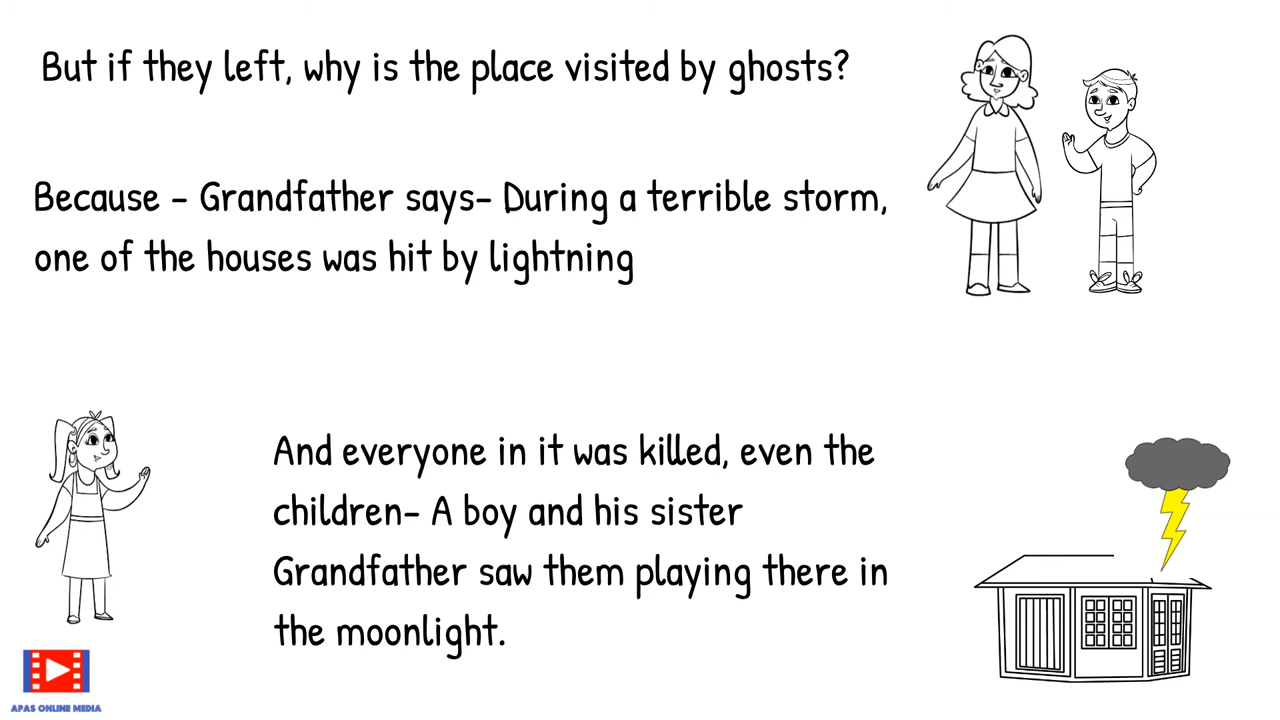 But if they left, why is the place visited by ghosts?
Because - Grandfather says- During a terrible storm,
one of the houses was hit by lightning
And everyone in it was killed, even the
children- A boy and his sister
Grandfather saw them playing there in
the moonlight.
APAS ONLINE MEDIA